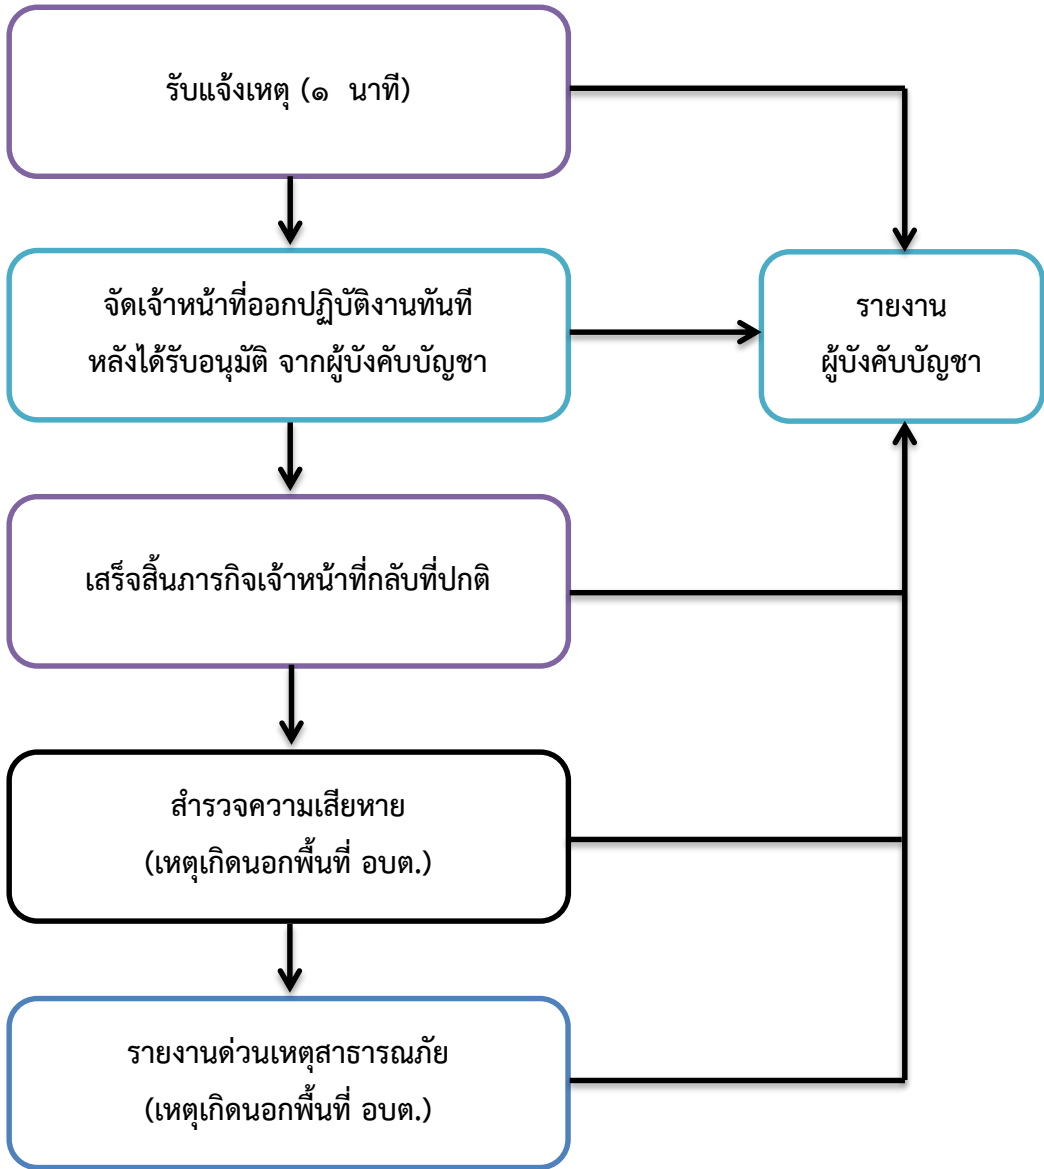 รับแจ้งเหตุ (๑ นาที)
จัดเจ้าหน้าที่ออกปฏิบัติงานทันที
หลังได้รับอนุมัติ จากผู้บังคับบัญชา
รายงาน
ผู้บังคับบัญชา
เสร็จสิ้นภารกิจเจ้าหน้าที่กลับที่ปกติ
สำรวจความเสียหาย
(เหตุเกิดนอกพื้นที่ อบต.)
รายงานด่วนเหตุสาธารณภัย
(เหตุเกิดนอกพื้นที่ อบต.)